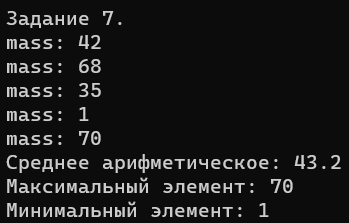 Задание 7.
mass: 42
mass: 68
mass: 35
mass: 1
mass: 70
Среднее арифметическое: 43.2
Максимальный элемент: 70
Минимальный элемент: 1